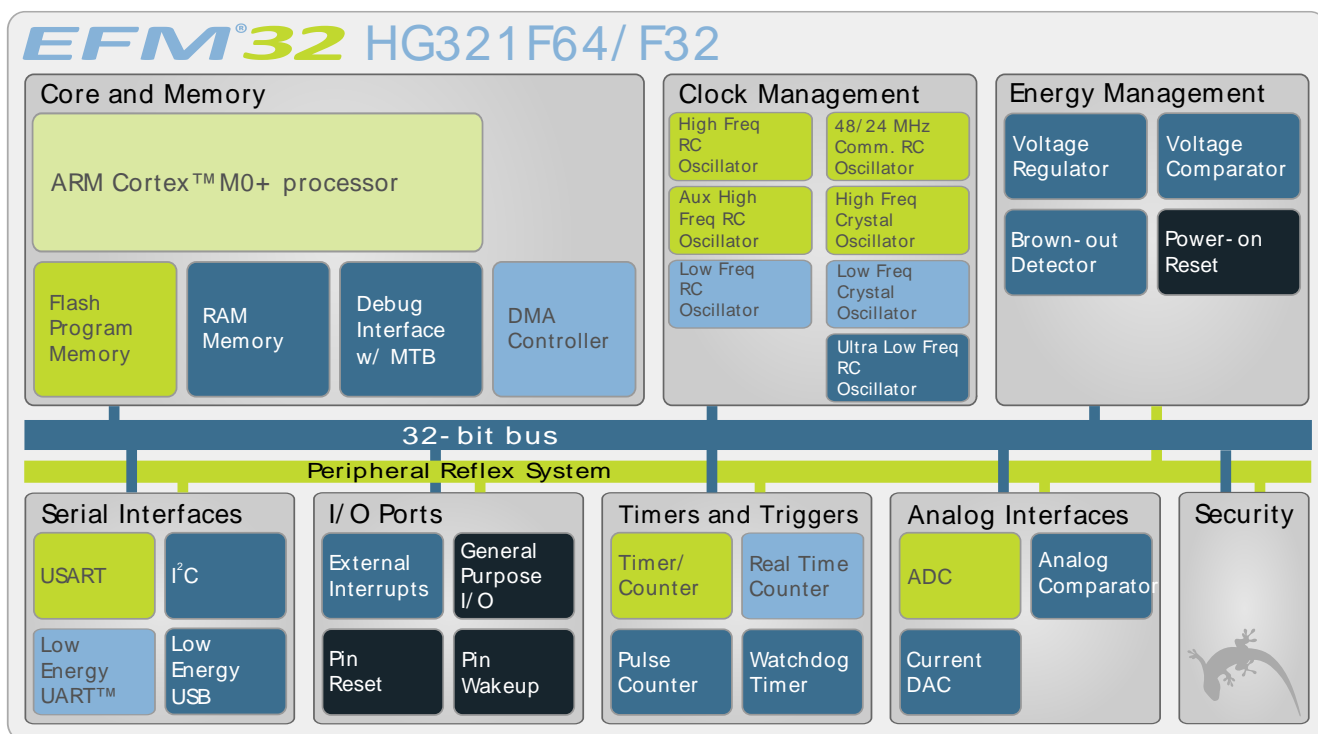 EFM®32 HG321F64/F32
Core and Memory
ARM Cortex™ M0+ processor
Flash
Program
Memory
RAM
Memory
Debug
Interface
w/ MTB
DMA
Controller
Clock Management
High Freq
RC
Oscillator
48/24 MHz
Comm. RC
Oscillator
Aux High
Freq RC
Oscillator
High Freq
Crystal
Oscillator
Low Freq
RC
Oscillator
Low Freq
Crystal
Oscillator
Ultra Low Freq
RC
Oscillator
Energy Management
Voltage
Regulator
Voltage
Comparator
Brown-out
Detector
Power-on
Reset
32-bit bus
Peripheral Reflex System
Serial Interfaces
USART
I²C
Low
Energy
UART™
Low
Energy
USB
I/O Ports
External
Interrupts
General
Purpose
I/O
Pin
Reset
Pin
Wakeup
Timers and Triggers
Timer/
Counter
Real Time
Counter
Pulse
Counter
Watchdog
Timer
Analog Interfaces
ADC
Analog
Comparator
Current
DAC
Security